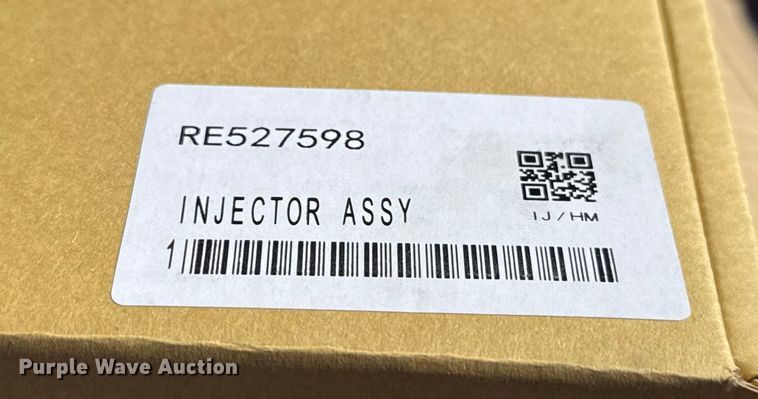 RE527598
IJ/HM
INJECTOR ASSY
1
Purple Wave Auction